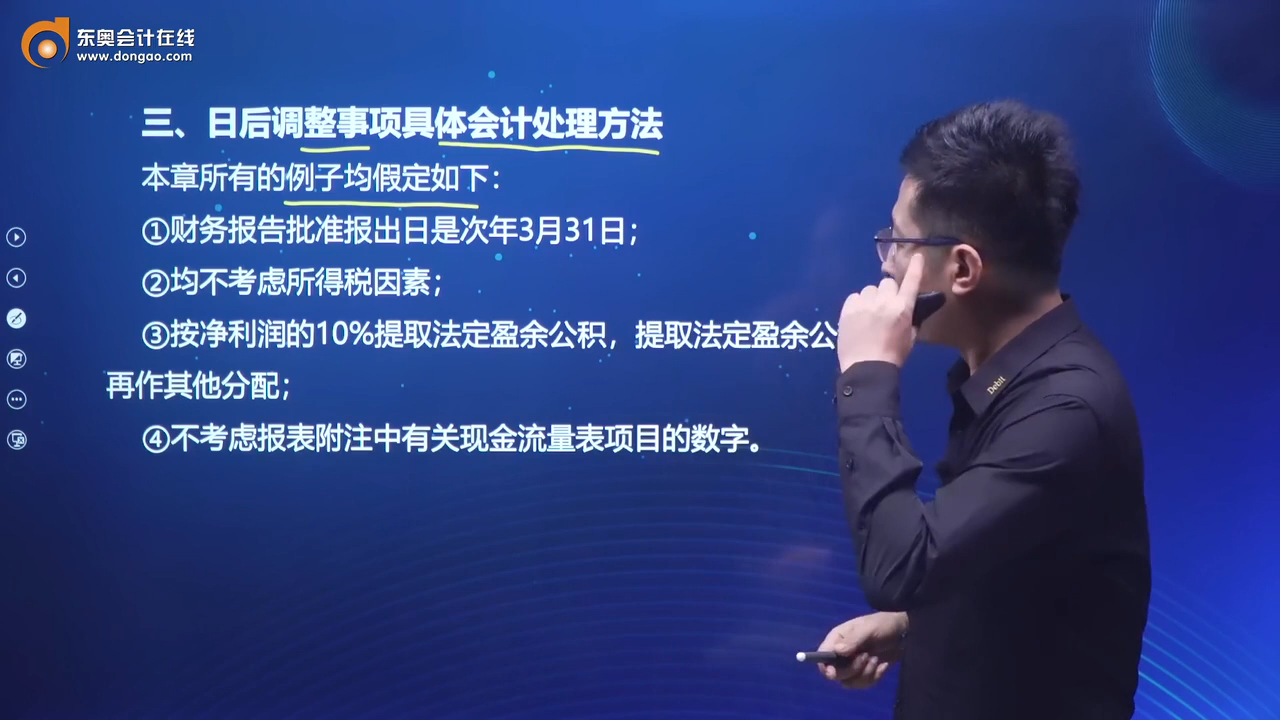 东奥会计在线
www.dongao.com
三、日后调整事项具体会计处理方法
本章所有的例子均假定如下：
①财务报告批准报出日是次年3月31日；
②均不考虑所得税因素；
③按净利润的10%提取法定盈余公积，提取法定盈余公
再作其他分配；
④不考虑报表附注中有关现金流量表项目的数字。
Debit